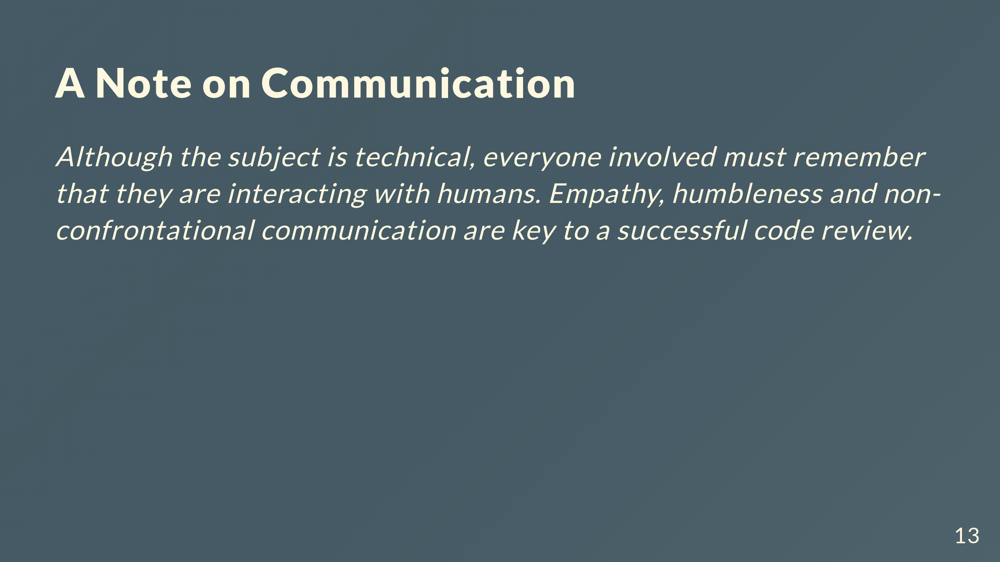 A Note on Communication
Although the subject is technical, everyone involved must remember
that they are interacting with humans. Empathy, humbleness and non-
confrontational communication are key to a successful code review.
13